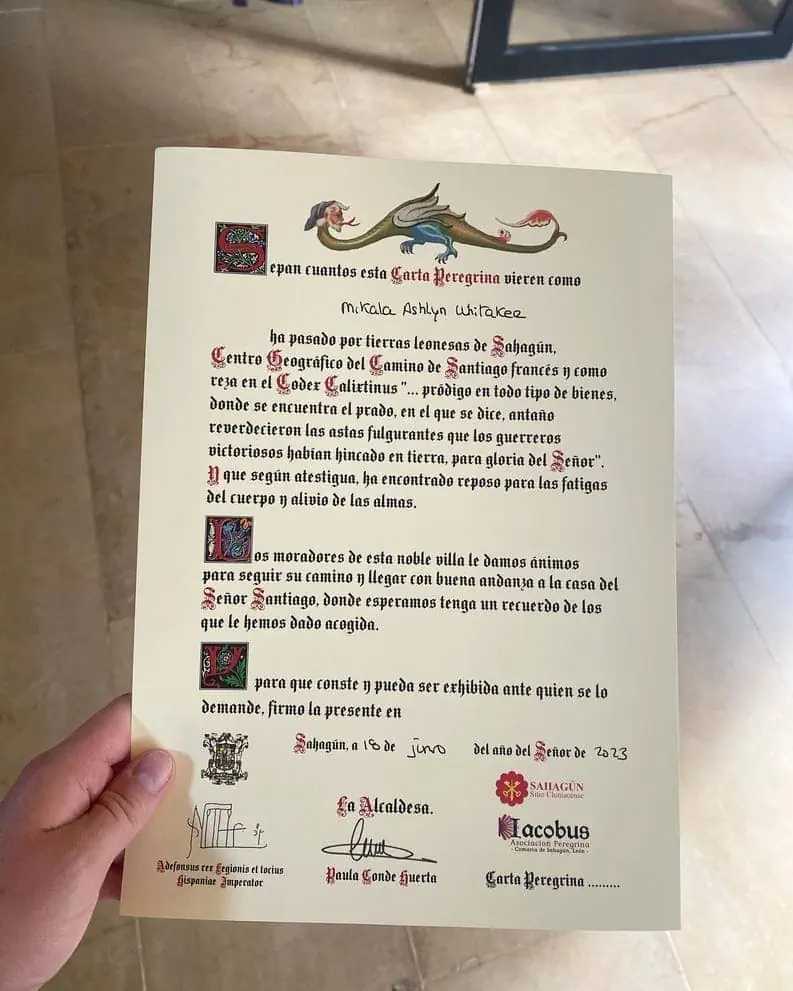 Sepan cuantos esta Carta Peregrina vieren como
Mikala Ashlyn Whitaker
ha pasado por tierras leonesas de Sahagún,
Centro Geográfico del Camino de Santiago francés y como
reza en el Codex Calixtinus "... pródigo en todo tipo de bienes,
donde se encuentra el prado, en el que se dice, antaño
reverdecieron las astas fulgurantes que los guerreros
victoriosos habían hincado en tierra, para gloria del Señor".
Y que según atestigua, ha encontrado reposo para las fatigas
del cuerpo y alivio de las almas.
Los moradores de esta noble villa le damos ánimos
para seguir su camino y llegar con buena andanza a la casa del
Señor Santiago, donde esperamos tenga un recuerdo de los
que le hemos dado acogida.
Y para que conste y pueda ser exhibida ante quien se lo
demande, firmo la presente en
Sahagún, a 18 de junio del año del Señor de 2023
SAHAGÚN
Sitio Cluniacense
La Alcaldesa.
Iacobus
Asociacion Peregrina
- Comarca de Sahagún, León -
Adefonsus rex Legionis et tocius
Hispaniae Imperator
Paula Conde Huerta
Carta Peregrina .........